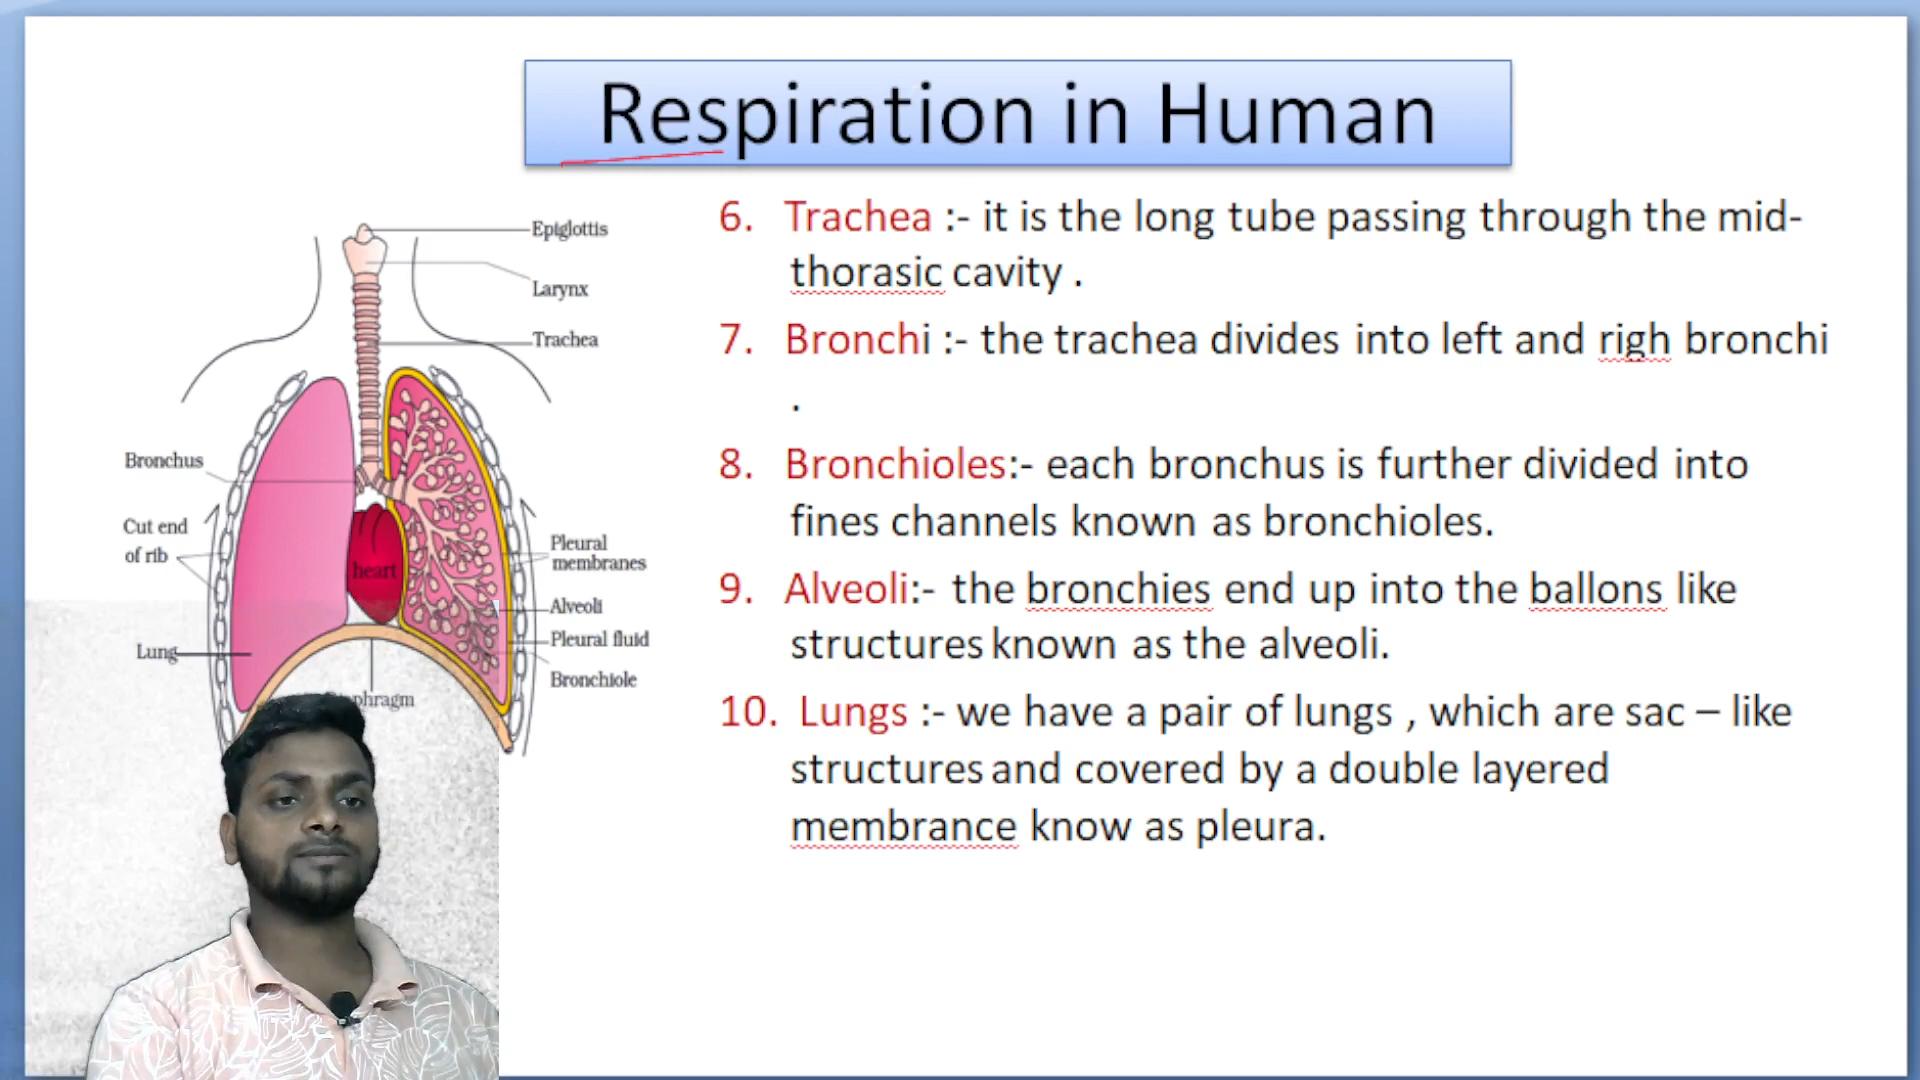 Respiration in Human
6. Trachea :- it is the long tube passing through the mid-
thorasic cavity .
7. Bronchi :- the trachea divides into left and righ bronchi
.
8. Bronchioles:- each bronchus is further divided into
fines channels known as bronchioles.
9. Alveoli:- the bronchies end up into the ballons like
structures known as the alveoli.
10. Lungs :- we have a pair of lungs , which are sac – like
structures and covered by a double layered
membrance know as pleura.
Epiglottis
Larynx
Trachea
Bronchus
Cut end
of rib
heart
Pleural
membranes
Alveoli
Pleural fluid
Lung
Bronchiole
phragm